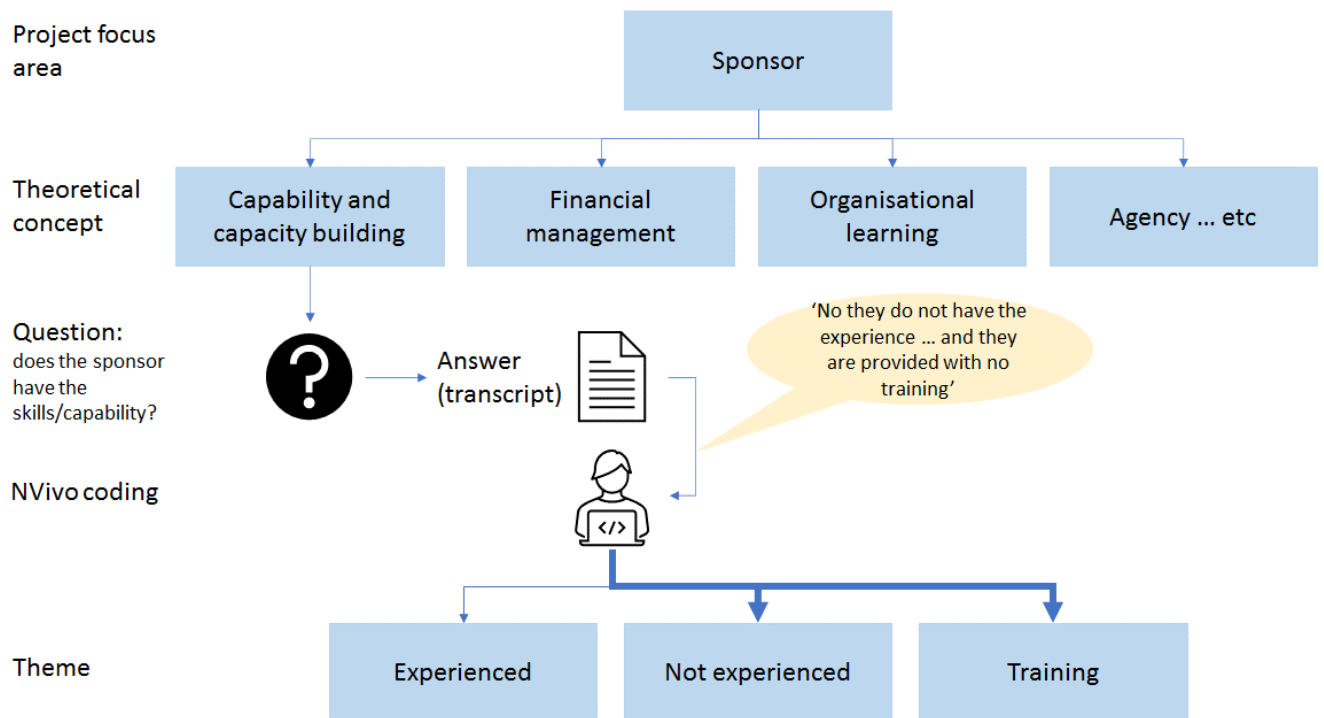 Project focus
area
Sponsor
Theoretical
concept
Capability and
capacity building
Financial
management
Organisational
learning
Agency ... etc
Question:
does the sponsor
have the
skills/capability?
?
Answer
(transcript)
‘No they do not have the
experience ... and they
are provided with no
training’
NVivo coding
</>
Theme
Experienced
Not experienced
Training